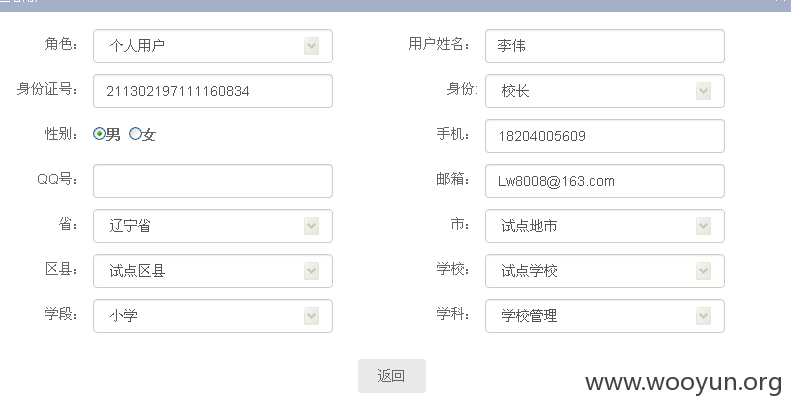 角色： 个人用户 用户姓名： 李伟
身份证号： 211302197111160834 身份: 校长
性别： 男 女 手机： 18204005609
QQ号： 邮箱： Lw8008@163.com
省： 辽宁省 市： 试点地市
区县： 试点区县 学校： 试点学校
学段： 小学 学科： 学校管理
返回
www.wooyun.org